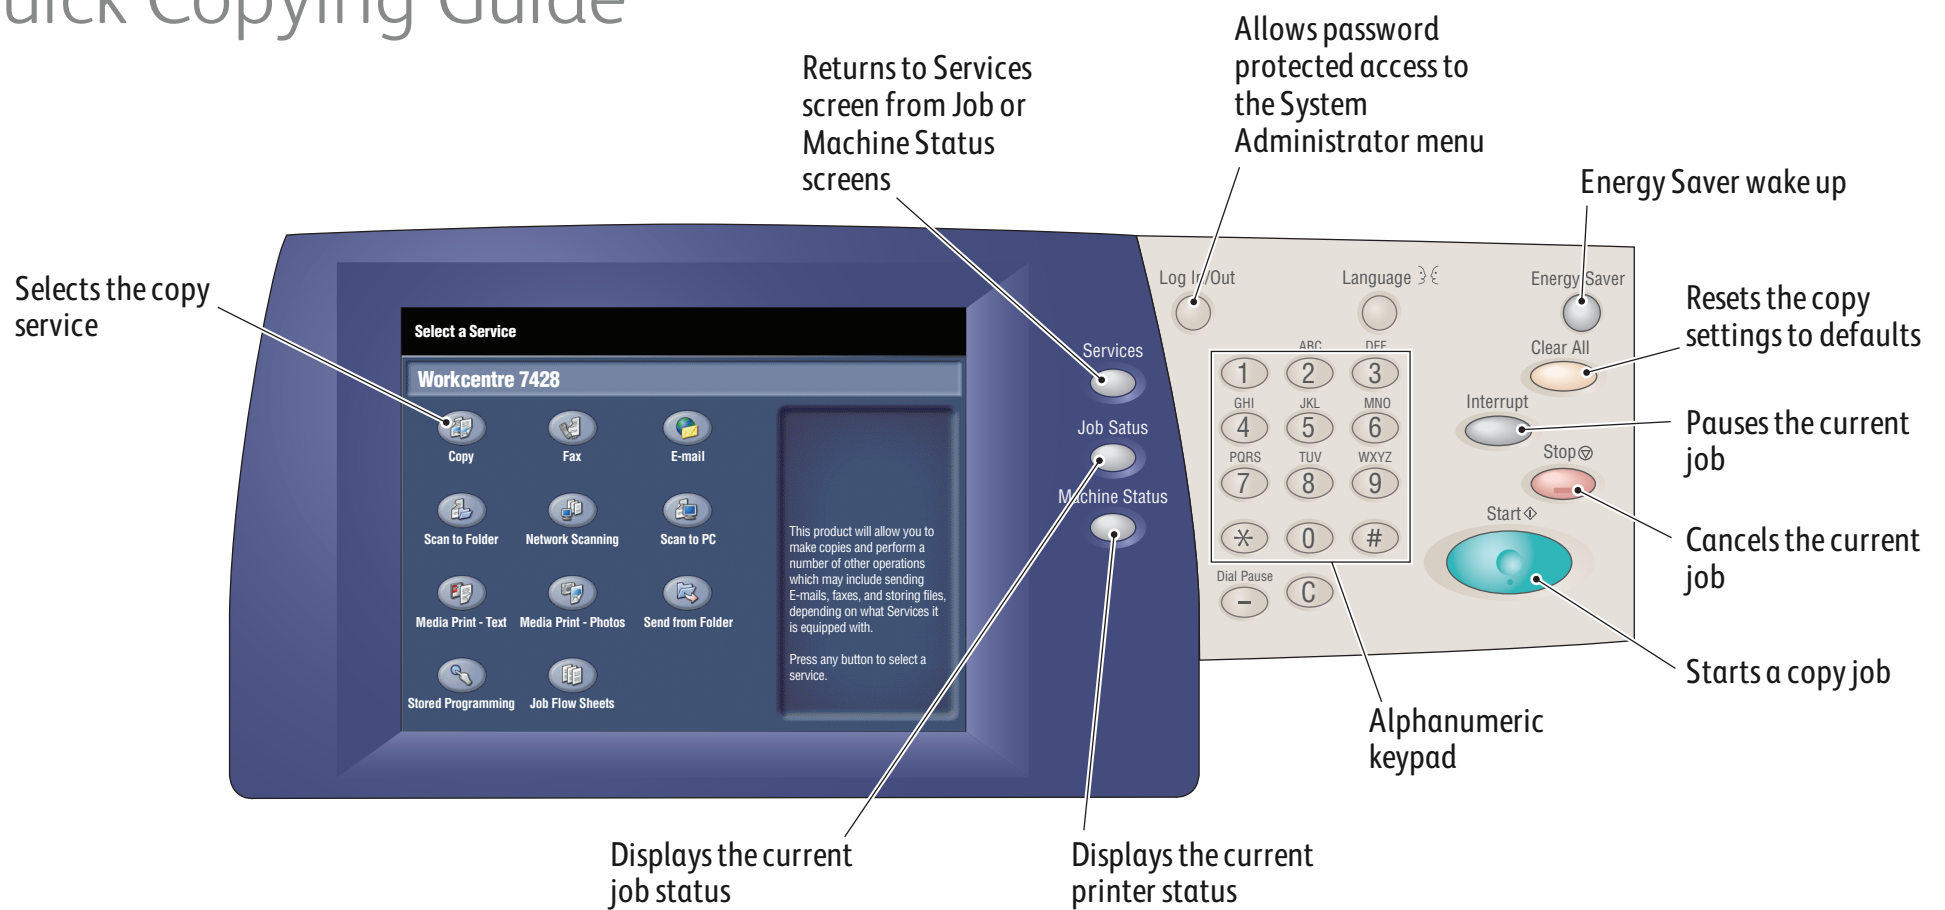 Quick Copying Guide
Allows password
protected access to
the System
Administrator menu
Returns to Services
screen from Job or
Machine Status
screens
Energy Saver wake up
Selects the copy
service
Resets the copy
settings to defaults
Pauses the current
job
Cancels the current
job
Starts a copy job
Alphanumeric
keypad
Displays the current
job status
Displays the current
printer status
Select a Service
Workcentre 7428
Copy
Fax
E-mail
Scan to Folder
Network Scanning
Scan to PC
Media Print - Text
Media Print - Photos
Send from Folder
Stored Programming
Job Flow Sheets
This product will allow you to
make copies and perform a
number of other operations
which may include sending
E-mails, faxes, and storing files,
depending on what Services it
is equipped with.
Press any button to select a
service.
Services
Job Satus
Machine Status
Log In/Out
Language
Energy Saver
Clear All
Interrupt
Stop
Start
ABC DEF
1 2 3
GHI JKL MNO
4 5 6
PQRS TUV WXYZ
7 8 9
* 0 #
Dial Pause
– C